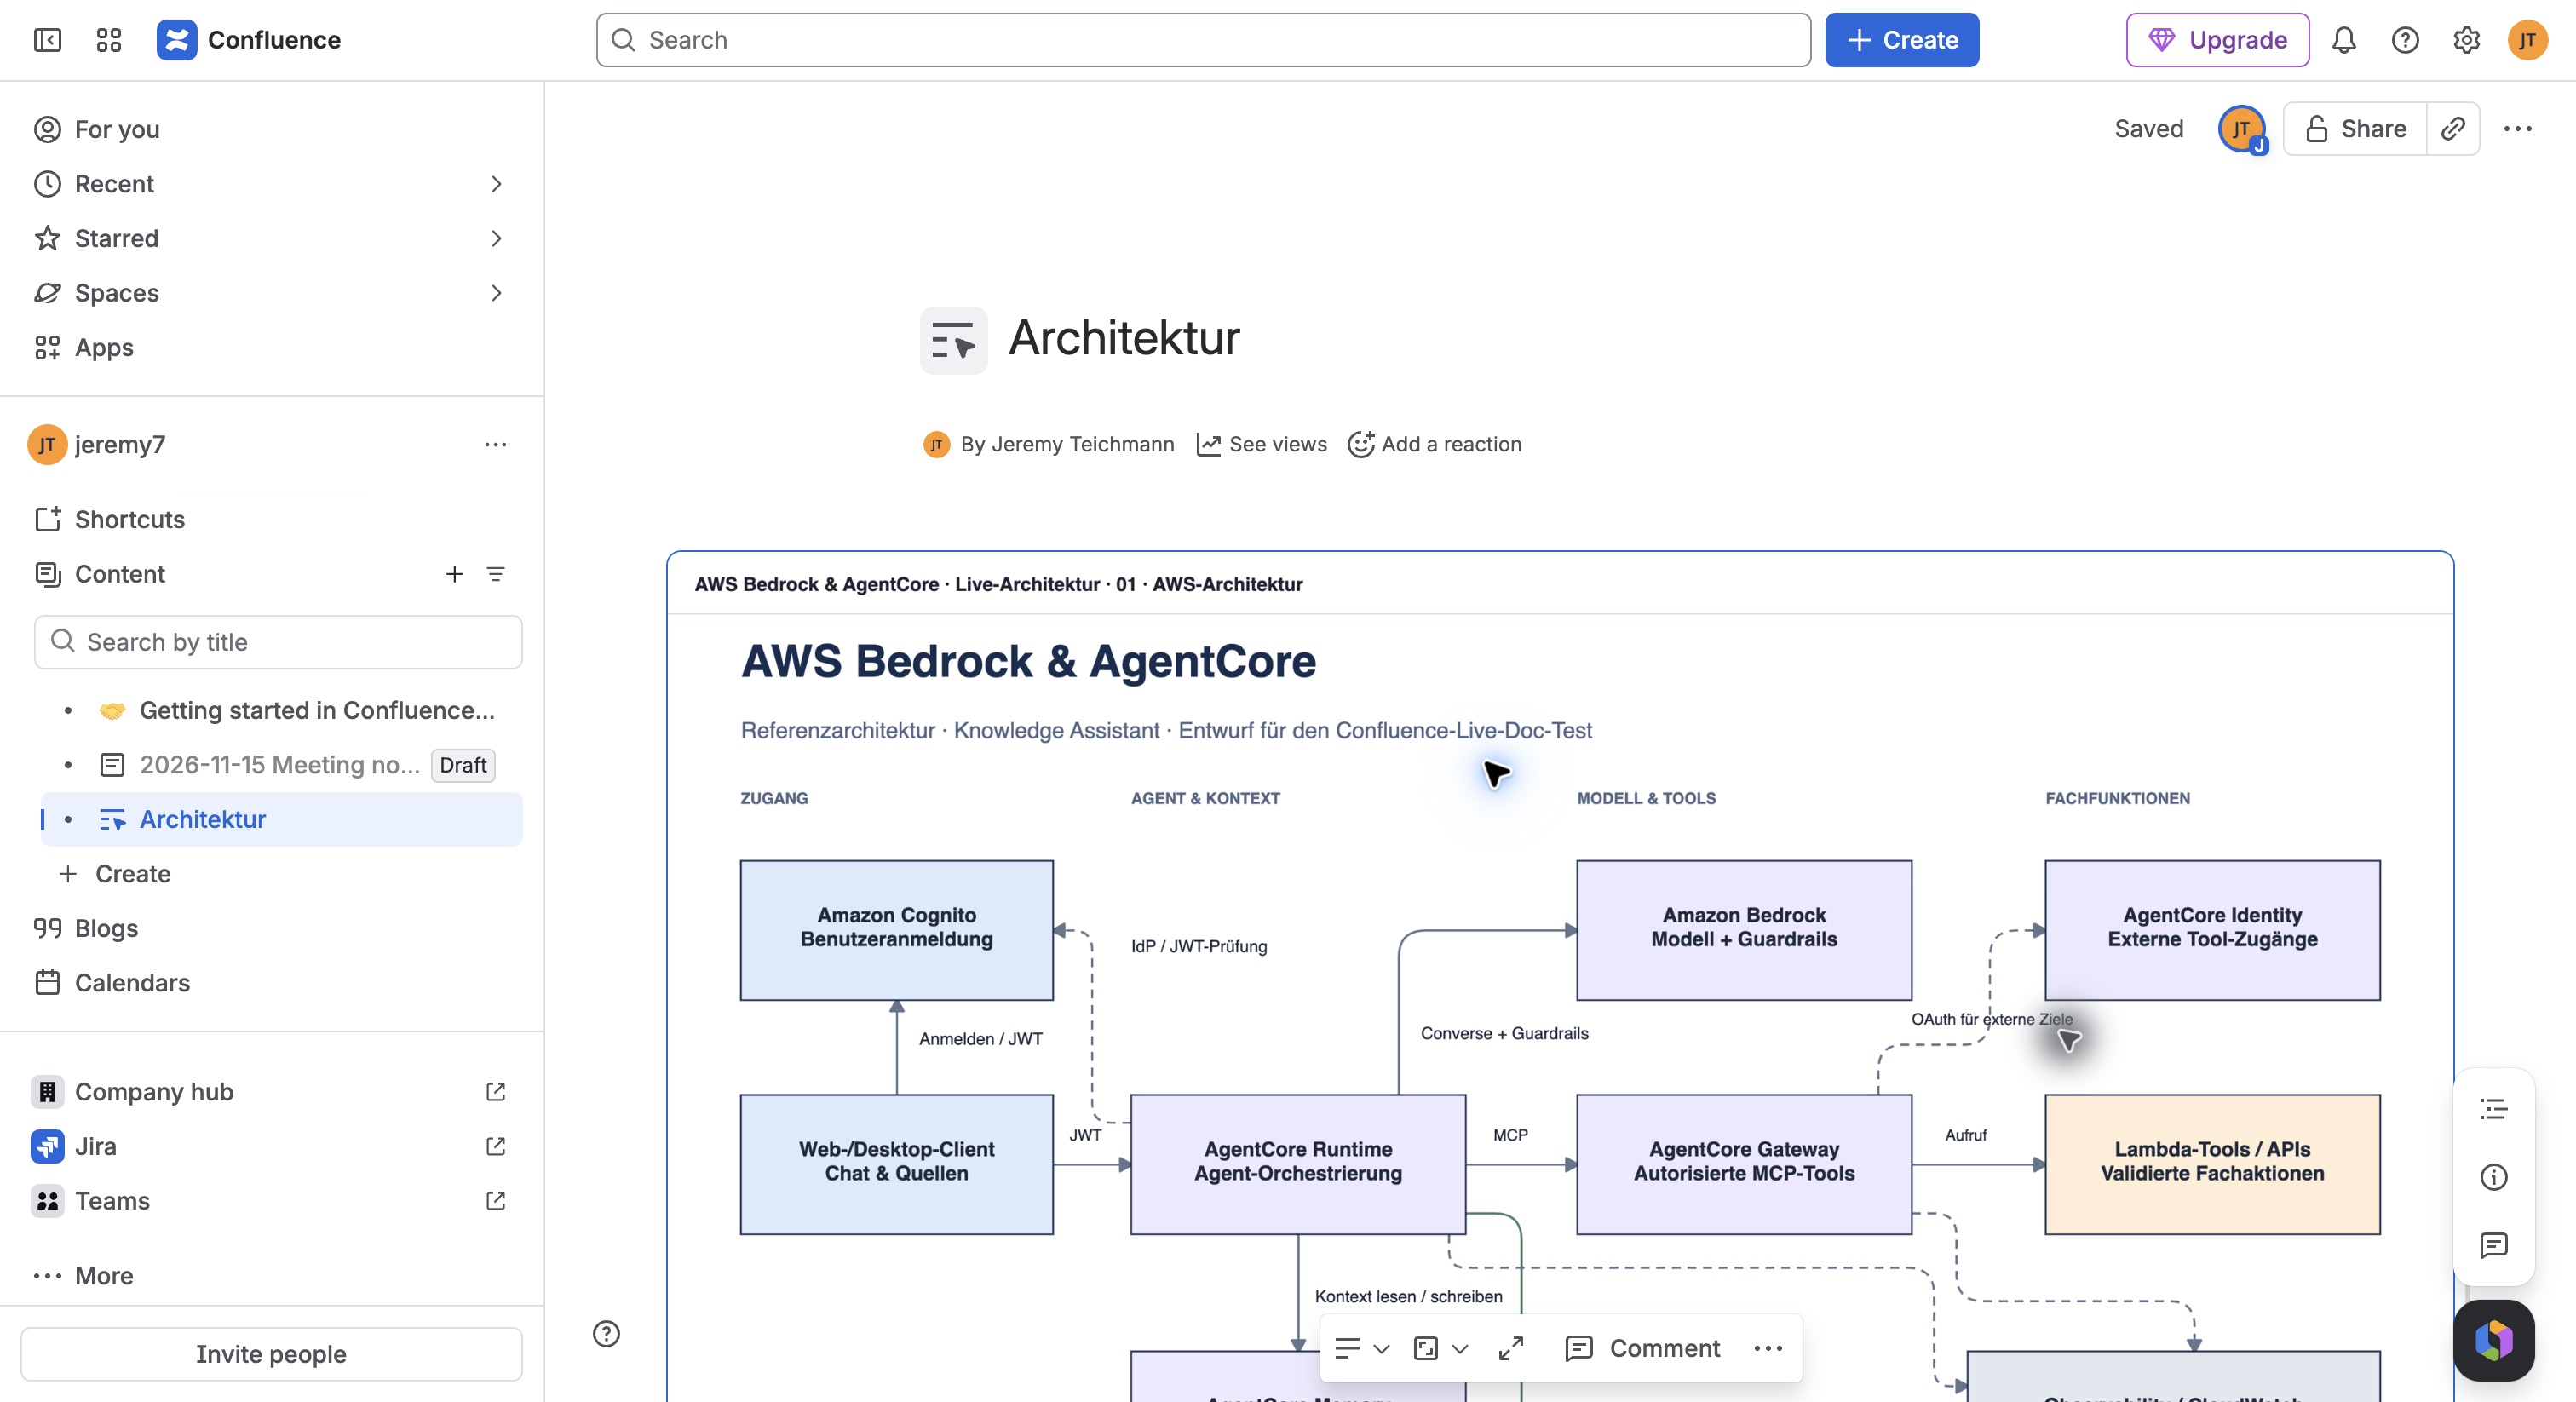 Confluence
Search
Create
Upgrade
JT
For you
Recent
Starred
Spaces
Apps
JT jeremy7
Shortcuts
Content
Search by title
Getting started in Confluence...
2026-11-15 Meeting no... Draft
Architektur
Create
Blogs
Calendars
Company hub
Jira
Teams
More
Invite people
Saved
JT
J
Share
Architektur
JT By Jeremy Teichmann
See views
Add a reaction
AWS Bedrock & AgentCore · Live-Architektur · 01 · AWS-Architektur
AWS Bedrock & AgentCore
Referenzarchitektur · Knowledge Assistant · Entwurf für den Confluence-Live-Doc-Test
ZUGANG
AGENT & KONTEXT
MODELL & TOOLS
FACHFUNKTIONEN
Amazon Cognito
Benutzeranmeldung
IdP / JWT-Prüfung
Amazon Bedrock
Modell + Guardrails
AgentCore Identity
Externe Tool-Zugänge
Anmelden / JWT
Converse + Guardrails
OAuth für externe Ziele
Web-/Desktop-Client
Chat & Quellen
JWT
AgentCore Runtime
Agent-Orchestrierung
MCP
AgentCore Gateway
Autorisierte MCP-Tools
Aufruf
Lambda-Tools / APIs
Validierte Fachaktionen
Kontext lesen / schreiben
Comment